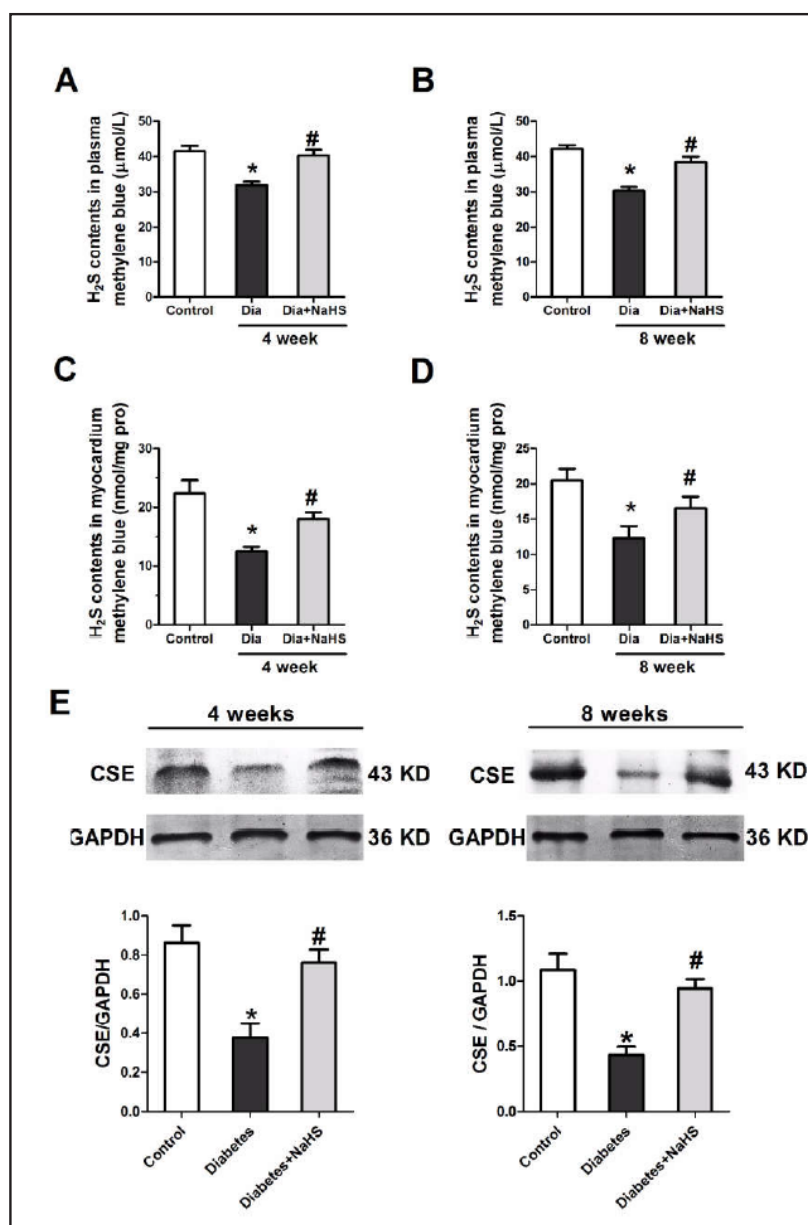 A
H2S contents in plasma
methylene blue (μmol/L)
50
40
30
20
10
0
*
#
Control
Dia
Dia+NaHS
4 week
B
H2S contents in plasma
methylene blue (μmol/L)
50
40
30
20
10
0
*
#
Control
Dia
Dia+NaHS
8 week
C
H2S contents in myocardium
methylene blue (nmol/mg pro)
30
20
10
0
*
#
Control
Dia
Dia+NaHS
4 week
D
H2S contents in myocardium
methylene blue (nmol/mg pro)
25
20
15
10
5
0
*
#
Control
Dia
Dia+NaHS
8 week
E
4 weeks
CSE 43 KD
GAPDH 36 KD
8 weeks
CSE 43 KD
GAPDH 36 KD
CSE/GAPDH
1.0
0.8
0.6
0.4
0.2
0.0
*
#
Control
Diabetes
Diabetes+NaHS
CSE / GAPDH
1.5
1.0
0.5
0.0
*
#
Control
Diabetes
Diabetes+NaHS